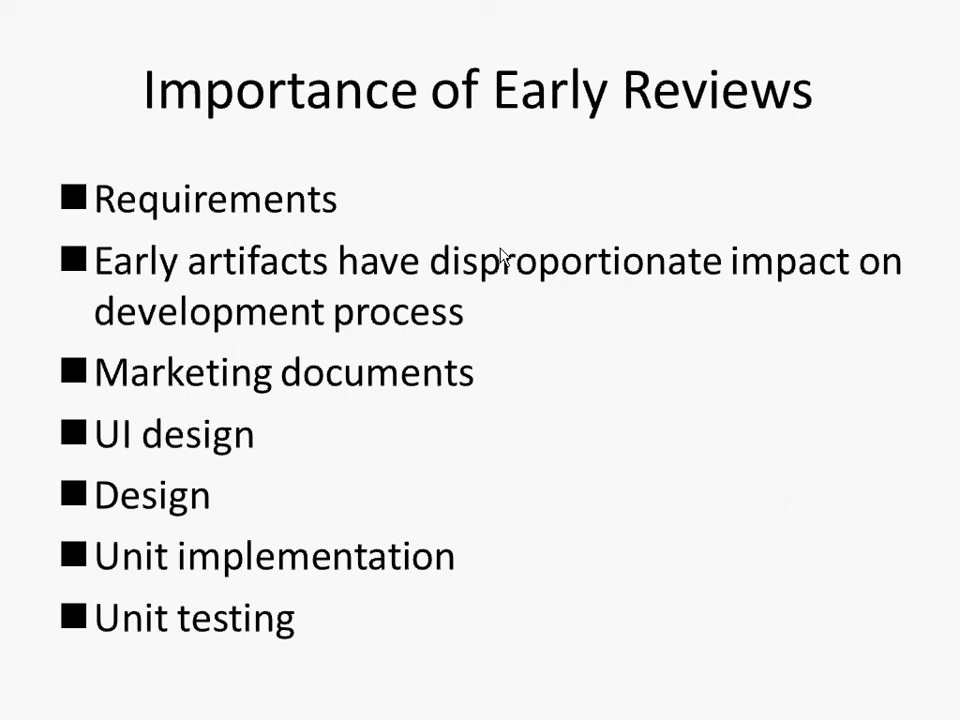 Importance of Early Reviews
Requirements
Early artifacts have disproportionate impact on
development process
Marketing documents
UI design
Design
Unit implementation
Unit testing